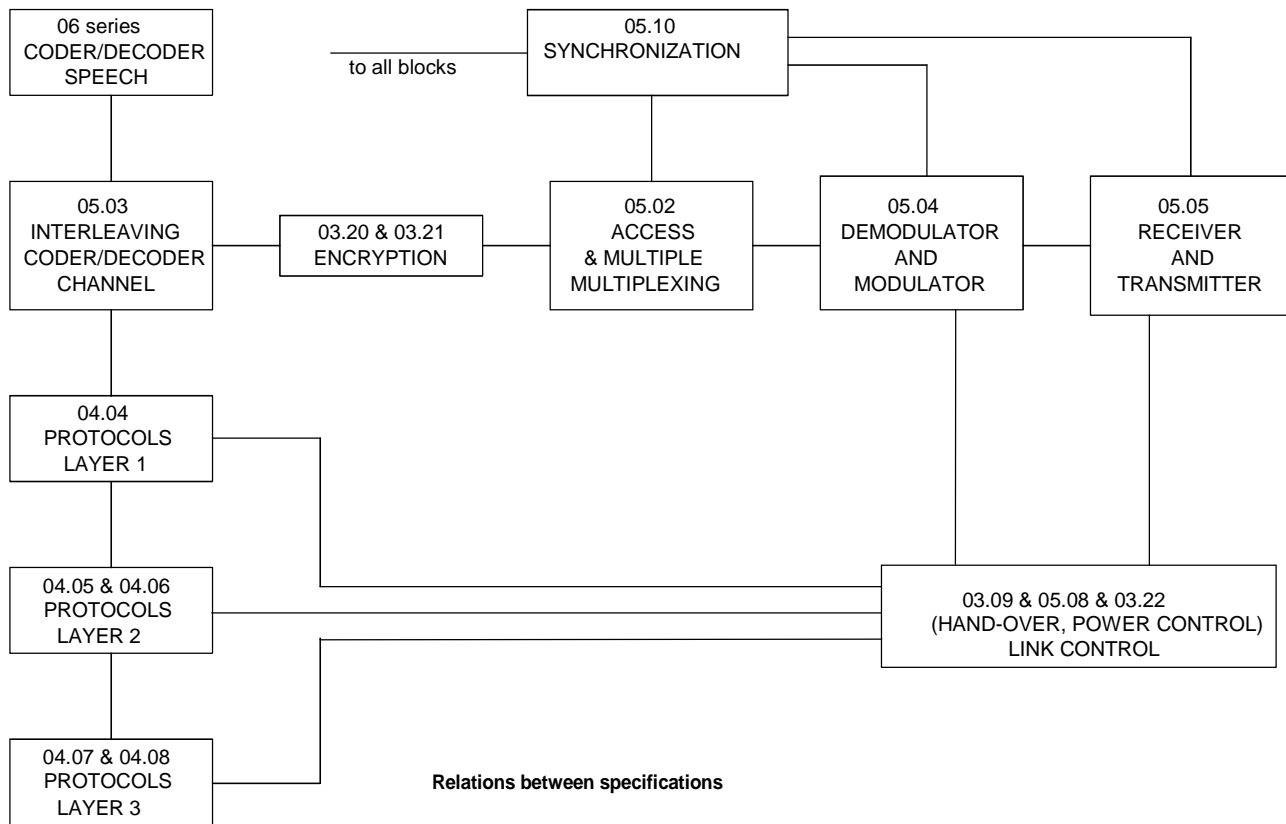 06 series
CODER/DECODER
SPEECH
05.10
SYNCHRONIZATION
to all blocks
05.03
INTERLEAVING
CODER/DECODER
CHANNEL
03.20 & 03.21
ENCRYPTION
05.02
ACCESS
& MULTIPLE
MULTIPLEXING
05.04
DEMODULATOR
AND
MODULATOR
05.05
RECEIVER
AND
TRANSMITTER
04.04
PROTOCOLS
LAYER 1
04.05 & 04.06
PROTOCOLS
LAYER 2
03.09 & 05.08 & 03.22
(HAND-OVER, POWER CONTROL)
LINK CONTROL
04.07 & 04.08
PROTOCOLS
LAYER 3
Relations between specifications